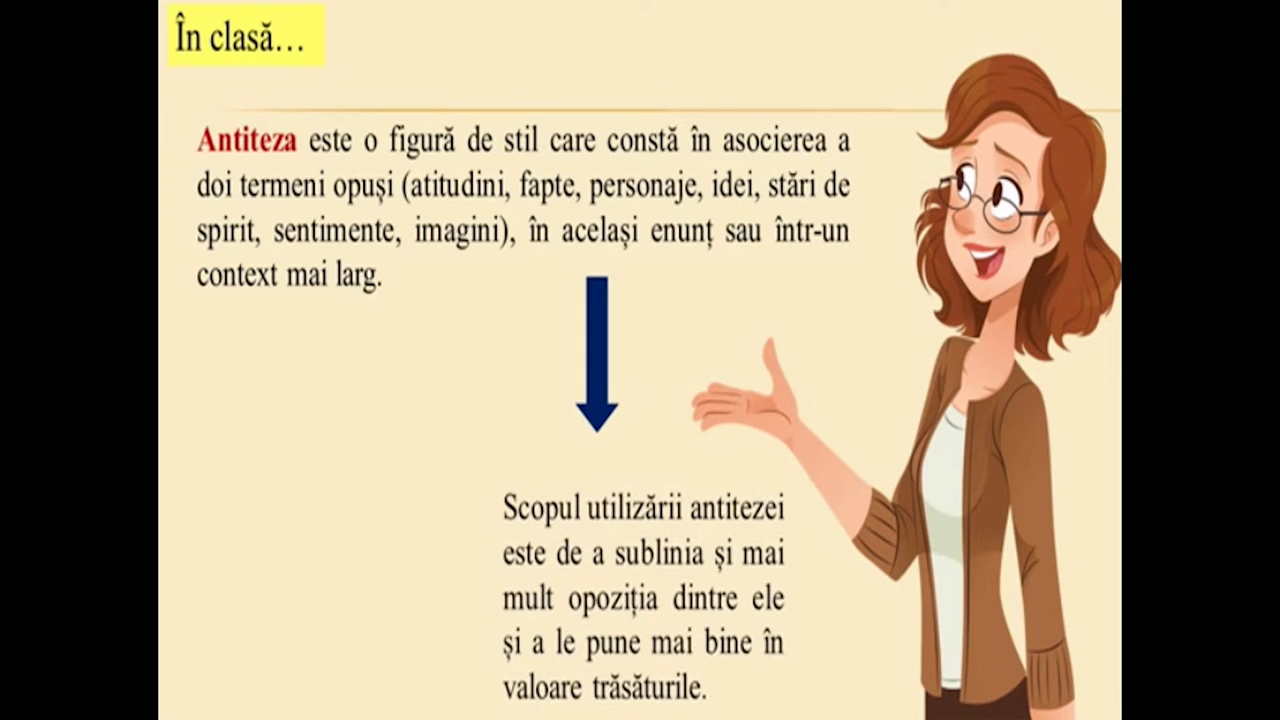 În clasă…
Antiteza este o figură de stil care constă în asocierea a
doi termeni opuși (atitudini, fapte, personaje, idei, stări de
spirit, sentimente, imagini), în același enunț sau într-un
context mai larg.
Scopul utilizării antitezei
este de a sublinia și mai
mult opoziția dintre ele
și a le pune mai bine în
valoare trăsăturile.